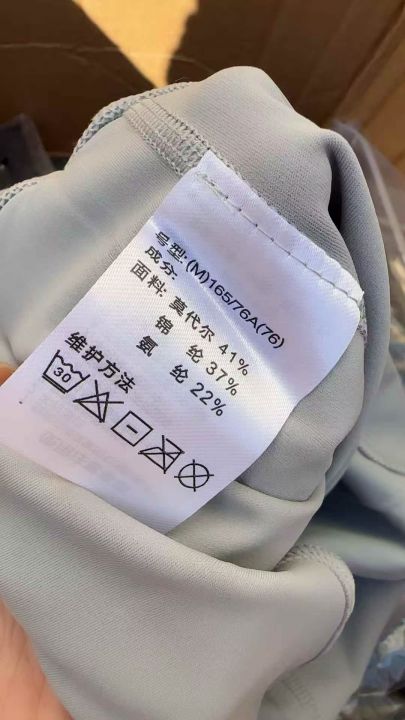 号型:(M)165/76A(76)
成分:
面料:莫代尔 41%
锦 纶 37%
氨 纶 22%
维护方法
30